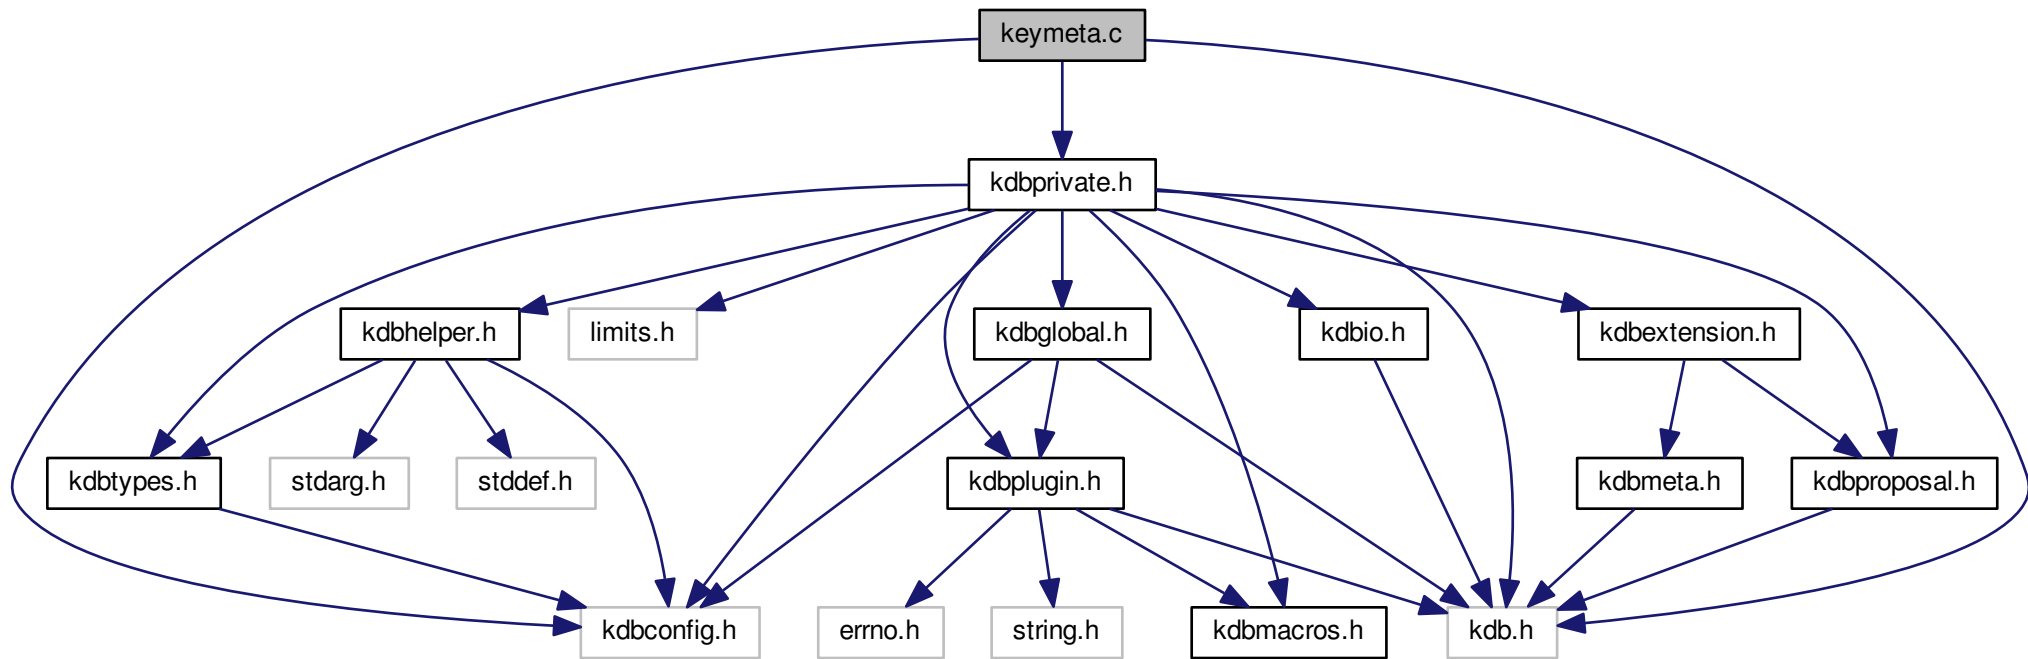 keymeta.c
kdbprivate.h
kdbhelper.h
limits.h
kdbglobal.h
kdbio.h
kdbextension.h
kdbtypes.h
stdarg.h
stddef.h
kdbplugin.h
kdbmeta.h
kdbproposal.h
kdbconfig.h
errno.h
string.h
kdbmacros.h
kdb.h